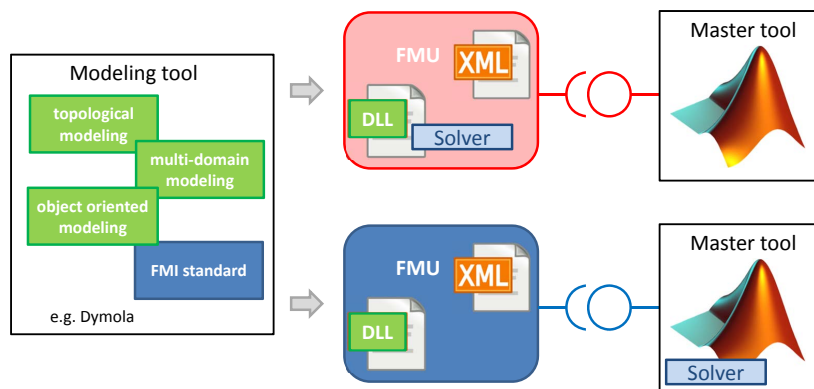 Modeling tool
topological
modeling
multi-domain
modeling
object oriented
modeling
FMI standard
e.g. Dymola
FMU
XML
DLL
Solver
Master tool
FMU
XML
DLL
Master tool
Solver